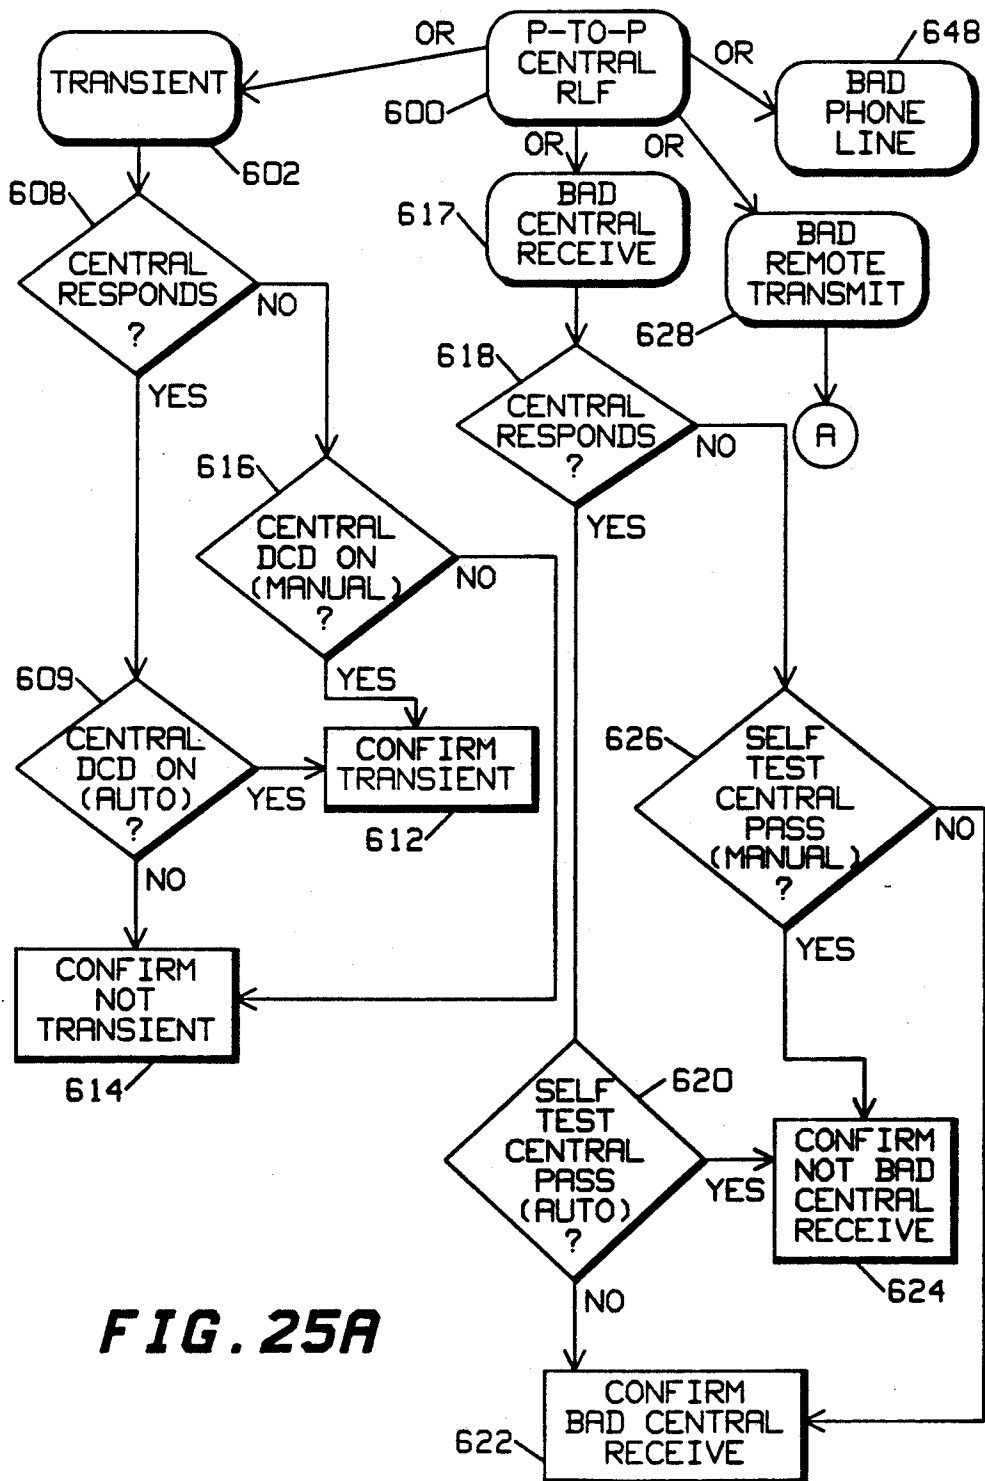 OR
P-TO-P
CENTRAL
RLF
600
OR
648
TRANSIENT
602
BAD
PHONE
LINE
OR
OR
608
617
BAD
CENTRAL
RECEIVE
BAD
REMOTE
TRANSMIT
628
CENTRAL
RESPONDS
?
NO
YES
618
CENTRAL
RESPONDS
?
NO
YES
A
616
CENTRAL
DCD ON
(MANUAL)
?
NO
YES
609
CENTRAL
DCD ON
(AUTO)
?
YES
NO
CONFIRM
TRANSIENT
612
626
SELF
TEST
CENTRAL
PASS
(MANUAL)
?
NO
YES
CONFIRM
NOT
TRANSIENT
614
SELF
TEST
CENTRAL
PASS
(AUTO)
?
620
YES
NO
CONFIRM
NOT BAD
CENTRAL
RECEIVE
624
FIG.25A
CONFIRM
BAD CENTRAL
RECEIVE
622